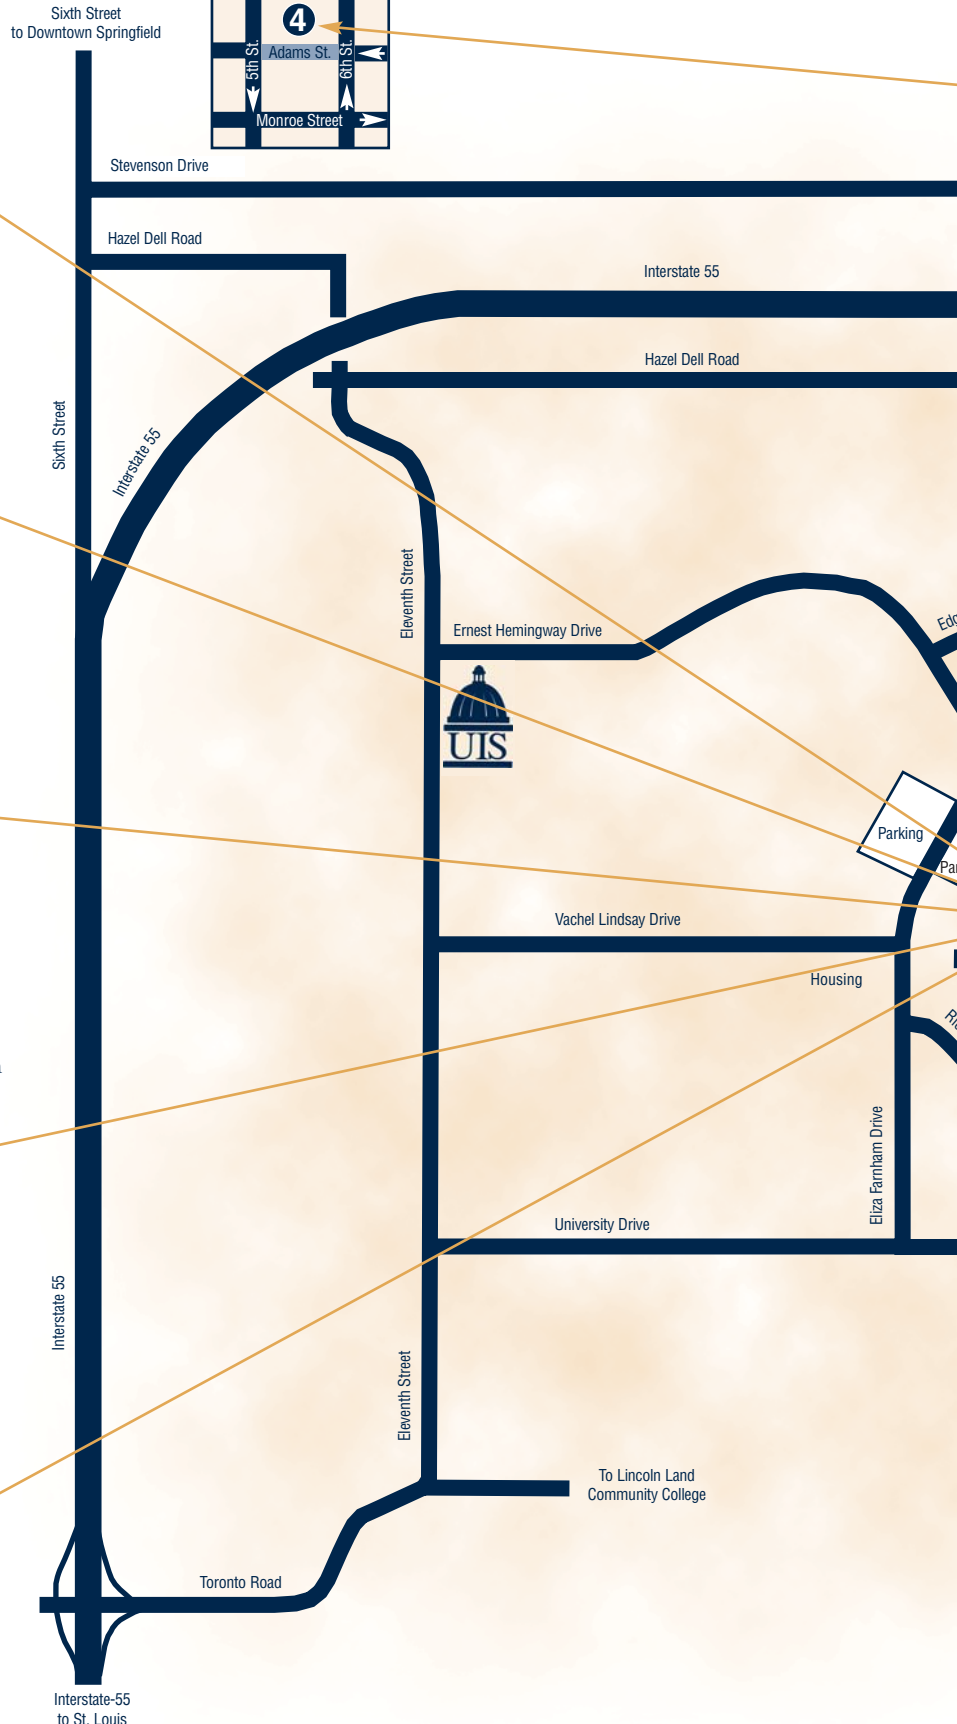 Sixth Street
to Downtown Springfield
4
5th St.
Adams St.
6th St.
Monroe Street
Stevenson Drive
Hazel Dell Road
Interstate 55
Hazel Dell Road
Sixth Street
Interstate 55
Eleventh Street
Ernest Hemingway Drive
UIS
Parking
Vachel Lindsay Drive
Housing
Eliza Farnham Drive
University Drive
Interstate 55
Eleventh Street
To Lincoln Land
Community College
Toronto Road
Interstate-55
to St. Louis